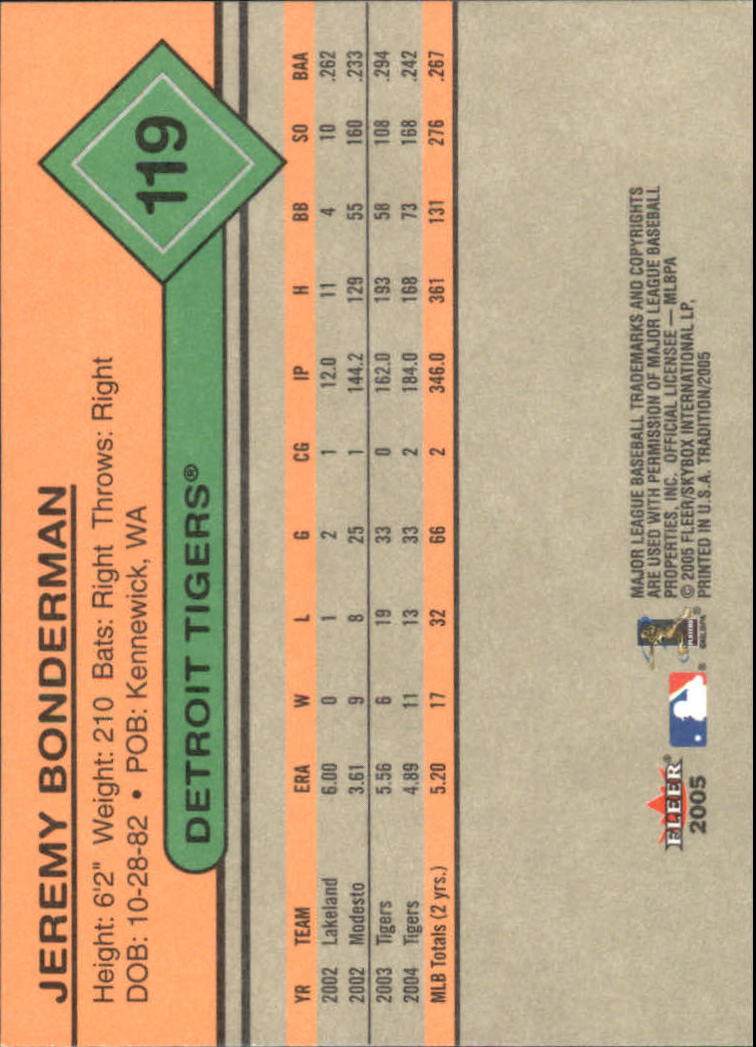 JEREMY BONDERMAN
Height: 6'2" Weight: 210 Bats: Right Throws: Right
DOB: 10-28-82 • POB: Kennewick, WA
119
DETROIT TIGERS®
YR TEAM ERA W L G CG IP H BB SO BAA
2002 Lakeland 6.00 0 1 2 1 12.0 11 4 10 .262
2002 Modesto 3.61 9 8 25 1 144.2 129 55 160 .233
2003 Tigers 5.56 6 19 33 0 162.0 193 58 108 .294
2004 Tigers 4.89 11 13 33 2 184.0 168 73 168 .242
MLB Totals (2 yrs.) 5.20 17 32 66 2 346.0 361 131 276 .267
FLEER®
2005
®
PLAYERS
©MLBPA
MAJOR LEAGUE BASEBALL TRADEMARKS AND COPYRIGHTS
ARE USED WITH PERMISSION OF MAJOR LEAGUE BASEBALL
PROPERTIES, INC. OFFICIAL LICENSEE — MLBPA
© 2005 FLEER/SKYBOX INTERNATIONAL LP,
PRINTED IN U.S.A. TRADITION/2005